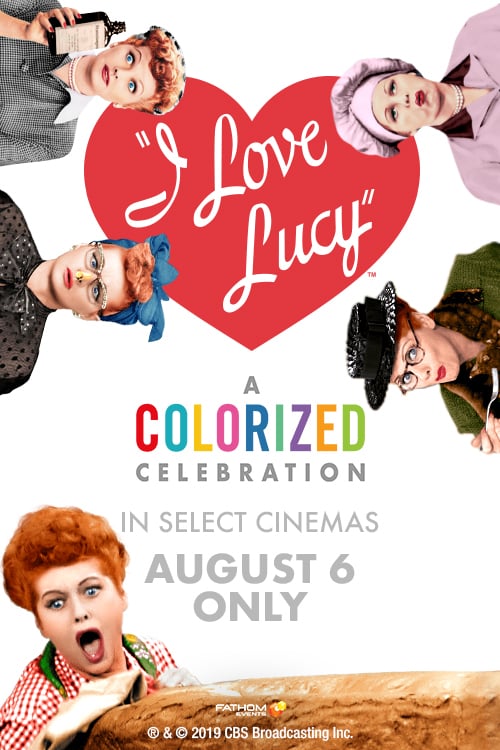 "I Love
Lucy"™
A
COLORIZED
CELEBRATION
IN SELECT CINEMAS
AUGUST 6
ONLY
FATHOM
EVENTS
® & © 2019 CBS Broadcasting Inc.